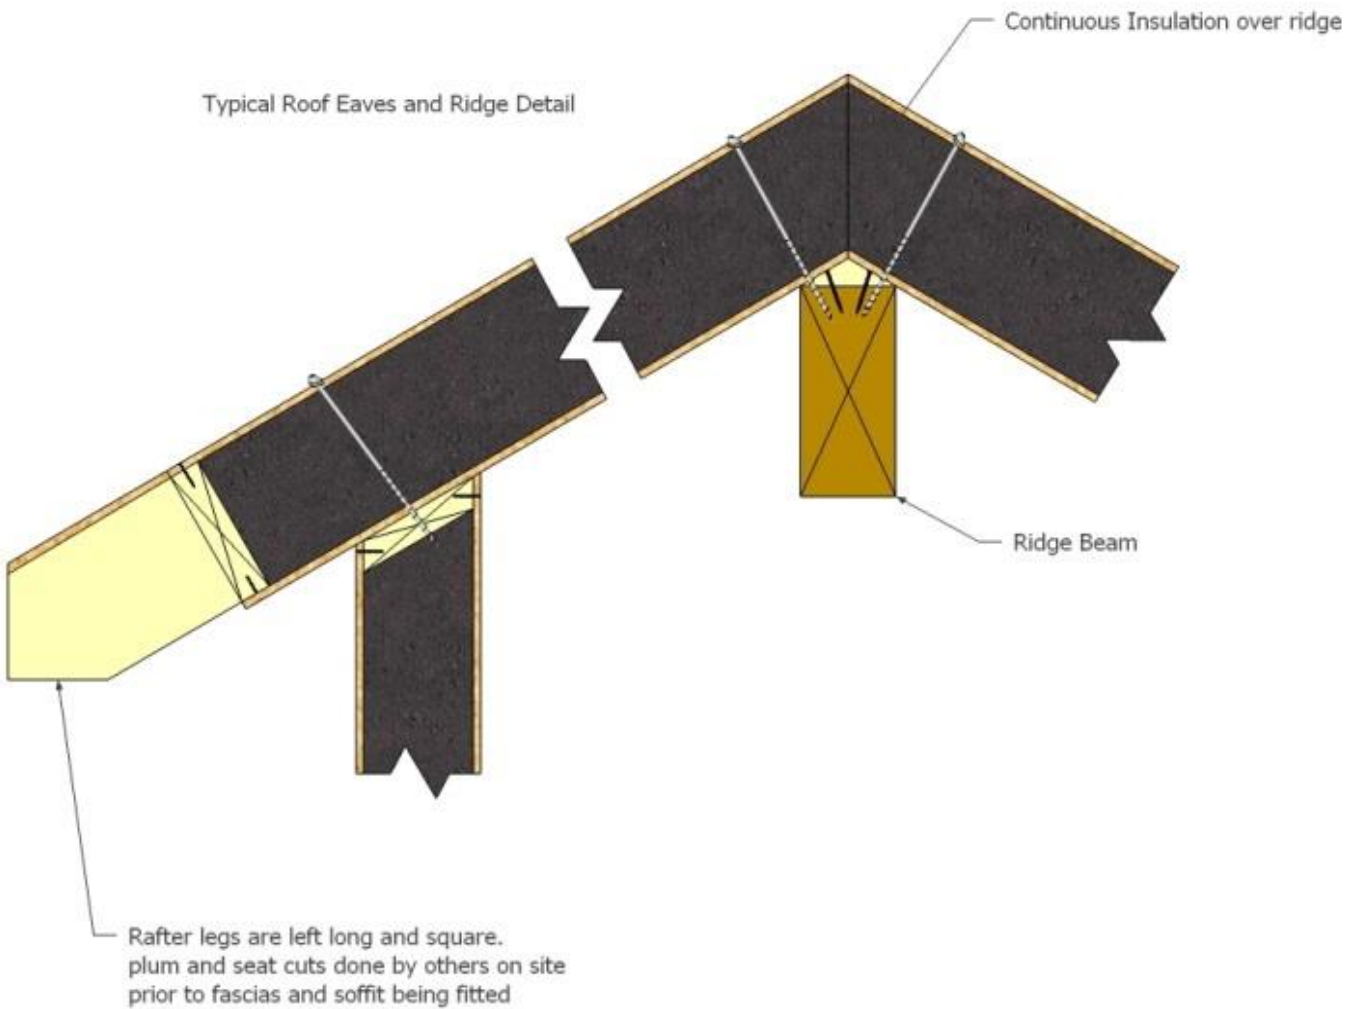 Continuous Insulation over ridge
Typical Roof Eaves and Ridge Detail
Ridge Beam
Rafter legs are left long and square.
plum and seat cuts done by others on site
prior to fascias and soffit being fitted